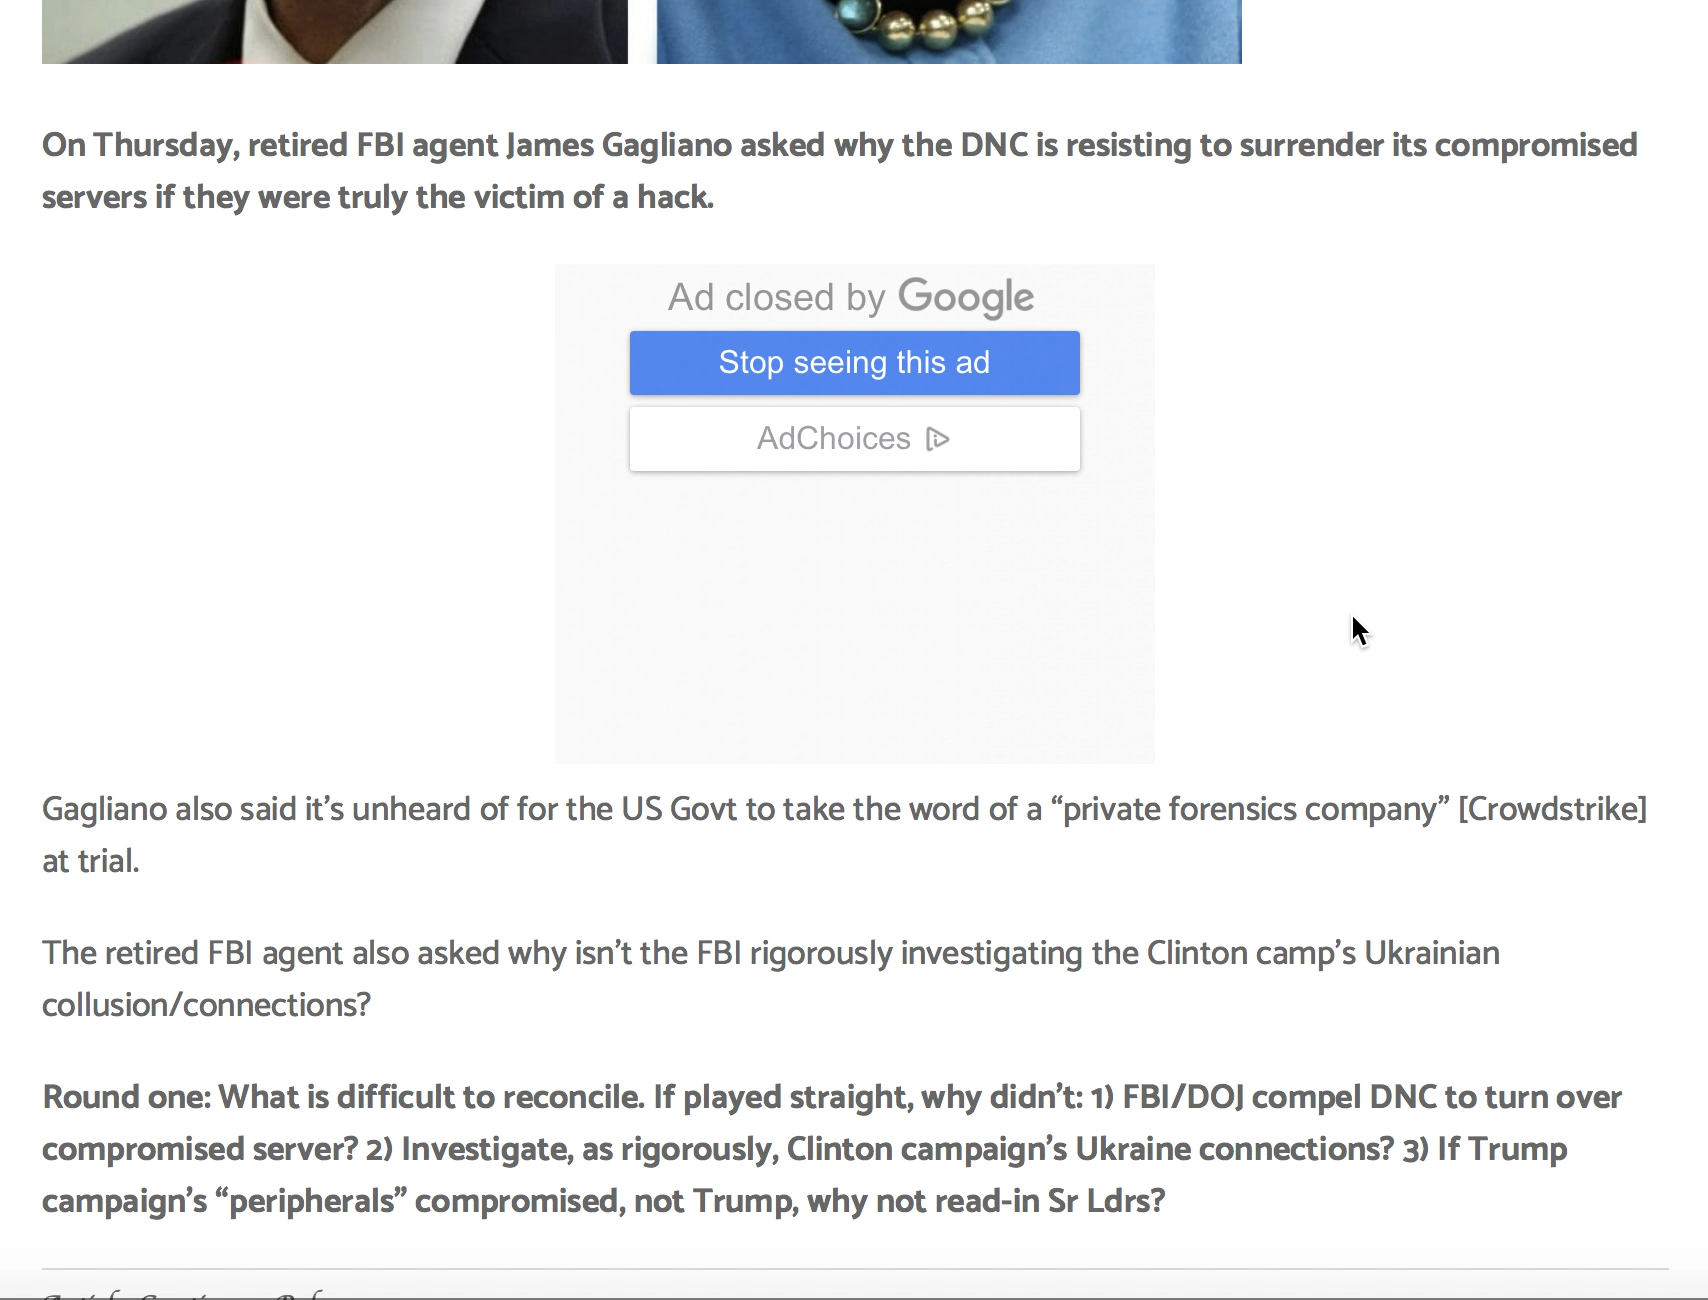 On Thursday, retired FBI agent James Gagliano asked why the DNC is resisting to surrender its compromised
servers if they were truly the victim of a hack.
Ad closed by Google
Stop seeing this ad
AdChoices
Gagliano also said it’s unheard of for the US Govt to take the word of a “private forensics company” [Crowdstrike]
at trial.
The retired FBI agent also asked why isn’t the FBI rigorously investigating the Clinton camp’s Ukrainian
collusion/connections?
Round one: What is difficult to reconcile. If played straight, why didn’t: 1) FBI/DOJ compel DNC to turn over
compromised server? 2) Investigate, as rigorously, Clinton campaign’s Ukraine connections? 3) If Trump
campaign’s “peripherals” compromised, not Trump, why not read-in Sr Ldrs?